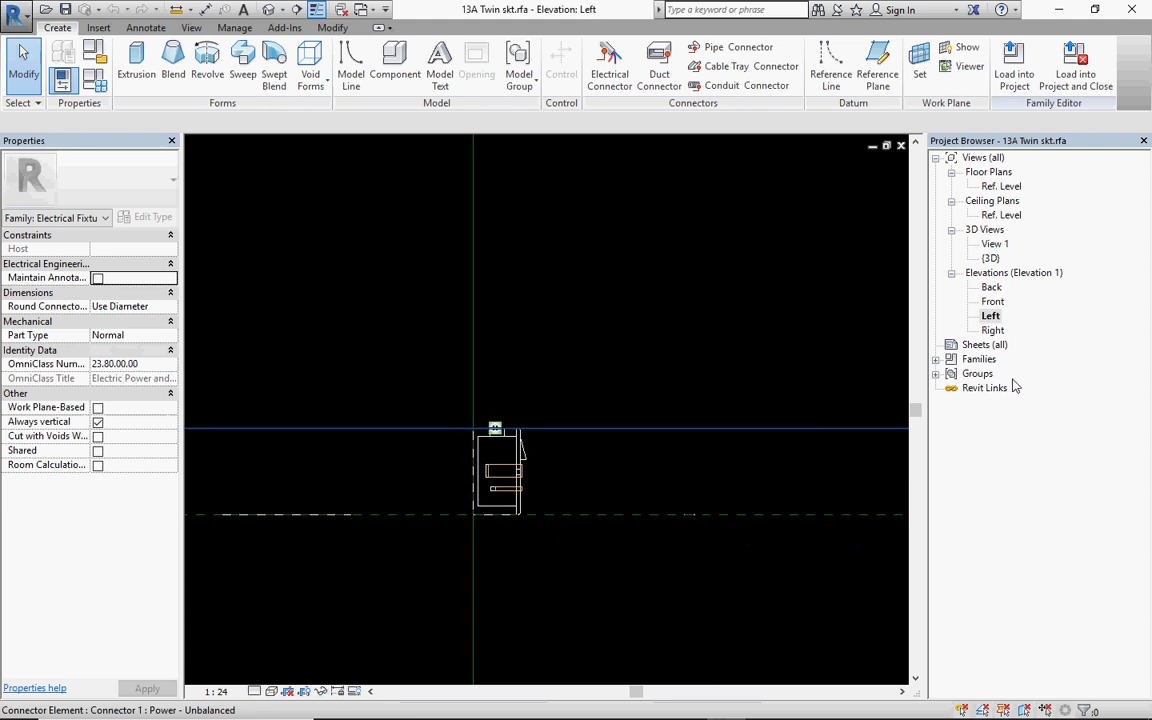 13A Twin skt.rfa - Elevation: Left
Type a keyword or phrase
Sign In
Create Insert Annotate View Manage Add-Ins Modify
Modify
Extrusion Blend Revolve Sweep Swept Blend Void Forms
Model Line Component Model Text Opening Model Group
Control
Electrical Connector Duct Connector
Pipe Connector
Cable Tray Connector
Conduit Connector
Reference Line Reference Plane
Set
Show
Viewer
Load into Project
Load into Project and Close
Select Properties Forms Model Control Connectors Datum Work Plane Family Editor
Properties
R
Family: Electrical Fixtu
Edit Type
Constraints
Host
Electrical Engineeri...
Maintain Annota...
Dimensions
Round Connecto... Use Diameter
Mechanical
Part Type Normal
Identity Data
OmniClass Num... 23.80.00.00
OmniClass Title Electric Power and...
Other
Work Plane-Based
Always vertical
Cut with Voids W...
Shared
Room Calculatio...
Properties help
Apply
Project Browser - 13A Twin skt.rfa
Views (all)
Floor Plans
Ref. Level
Ceiling Plans
Ref. Level
3D Views
View 1
{3D}
Elevations (Elevation 1)
Back
Front
Left
Right
Sheets (all)
Families
Groups
Revit Links
1 : 24
Connector Element : Connector 1 : Power - Unbalanced
:0